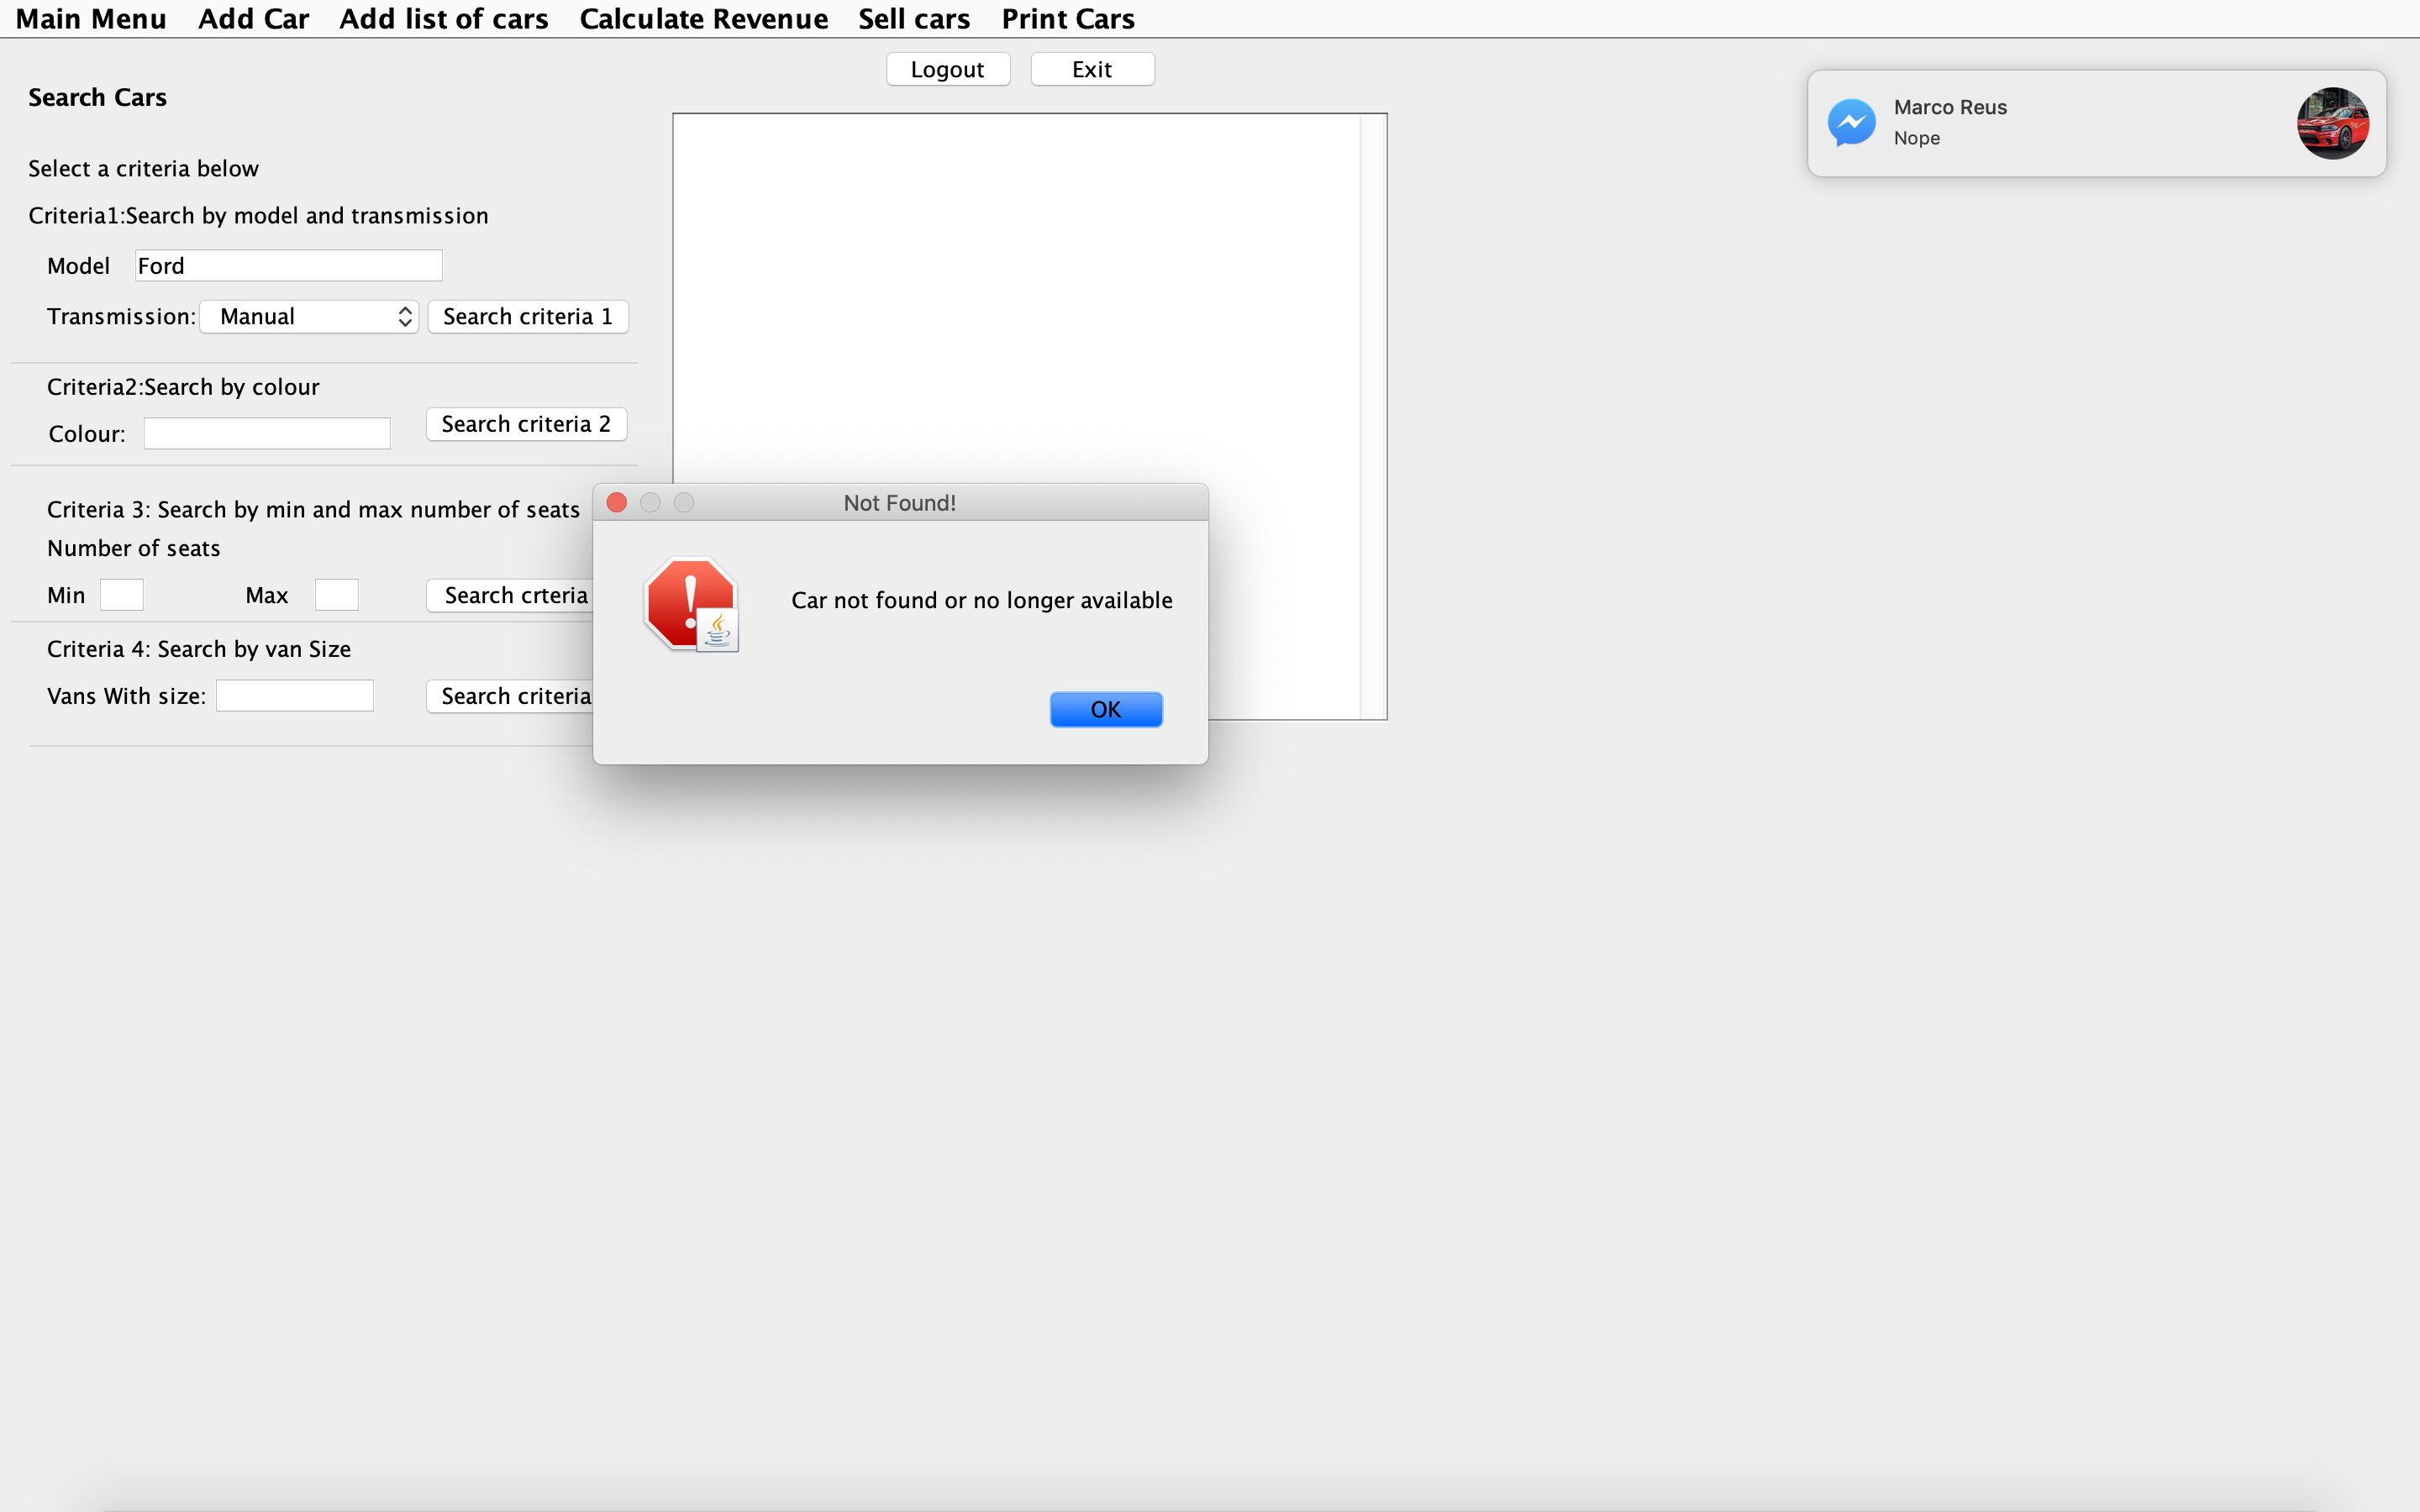 Main Menu Add Car Add list of cars Calculate Revenue Sell cars Print Cars
Logout Exit
Search Cars
Marco Reus
Nope
Select a criteria below
Criteria1:Search by model and transmission
Model Ford
Transmission: Manual Search criteria 1
Criteria2:Search by colour
Colour: Search criteria 2
Criteria 3: Search by min and max number of seats
Number of seats
Min Max Search crteria
Criteria 4: Search by van Size
Vans With size: Search criteria
Not Found!
Car not found or no longer available
OK